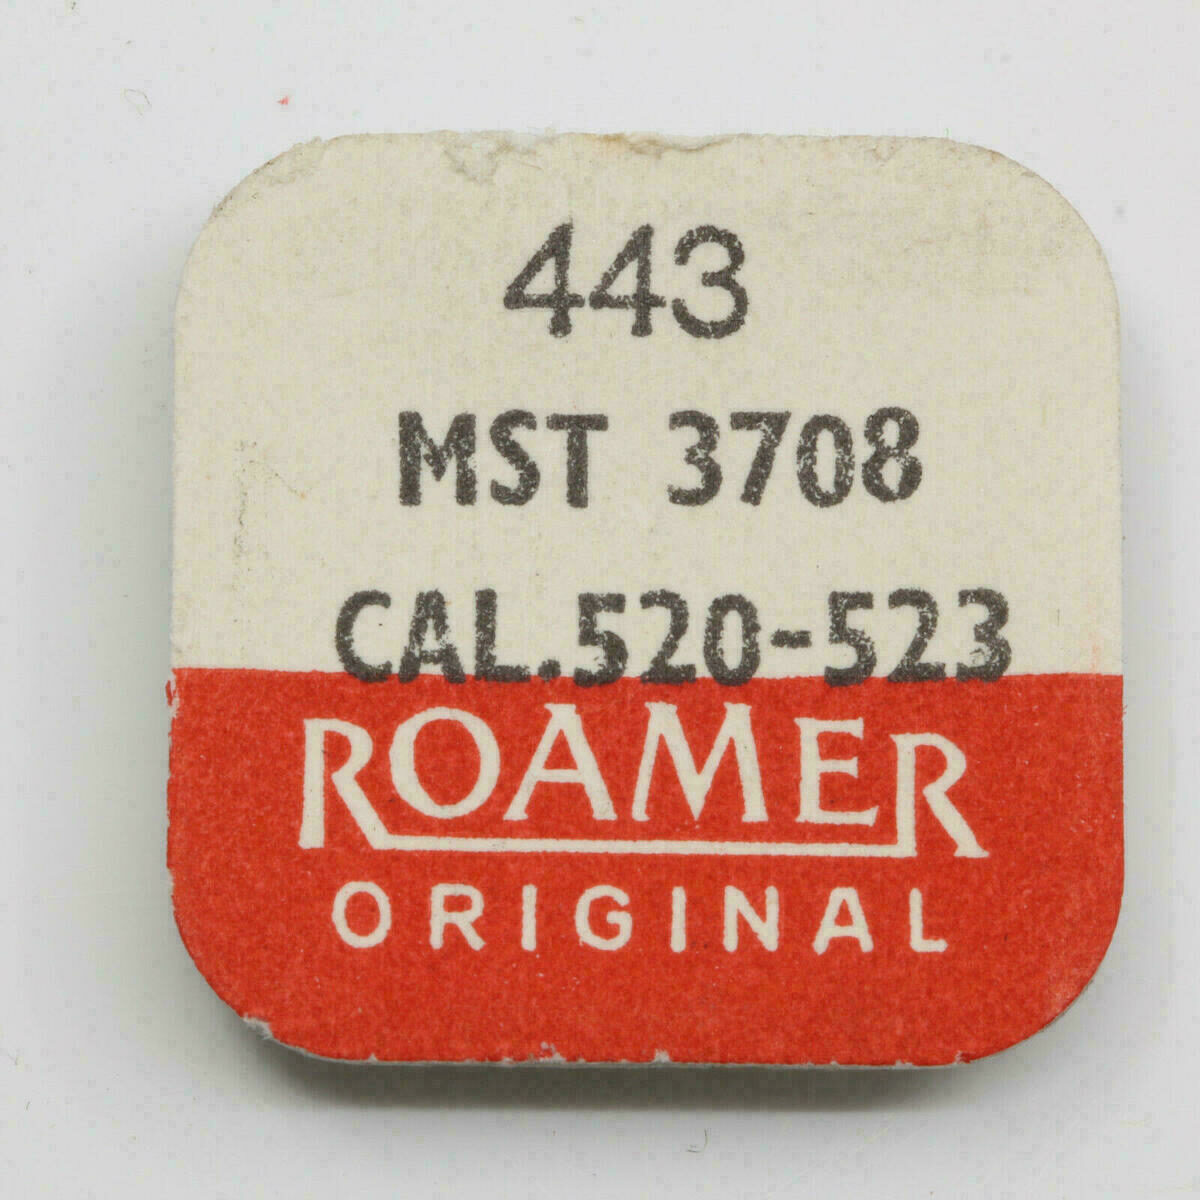 443
MST 3708
CAL.520-523
ROAMER
ORIGINAL